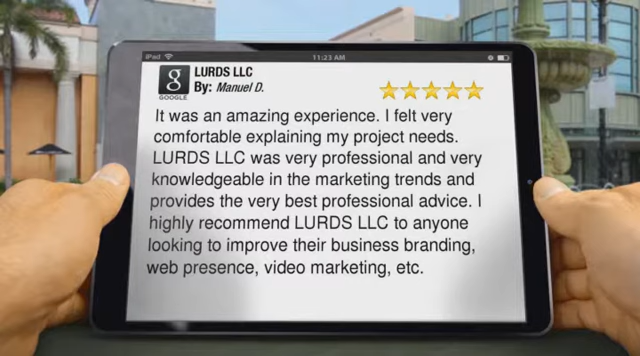 iPad 11:23 AM
g LURDS LLC
GOOGLE By: Manuel D.
It was an amazing experience. I felt very
comfortable explaining my project needs.
LURDS LLC was very professional and very
knowledgeable in the marketing trends and
provides the very best professional advice. I
highly recommend LURDS LLC to anyone
looking to improve their business branding,
web presence, video marketing, etc.